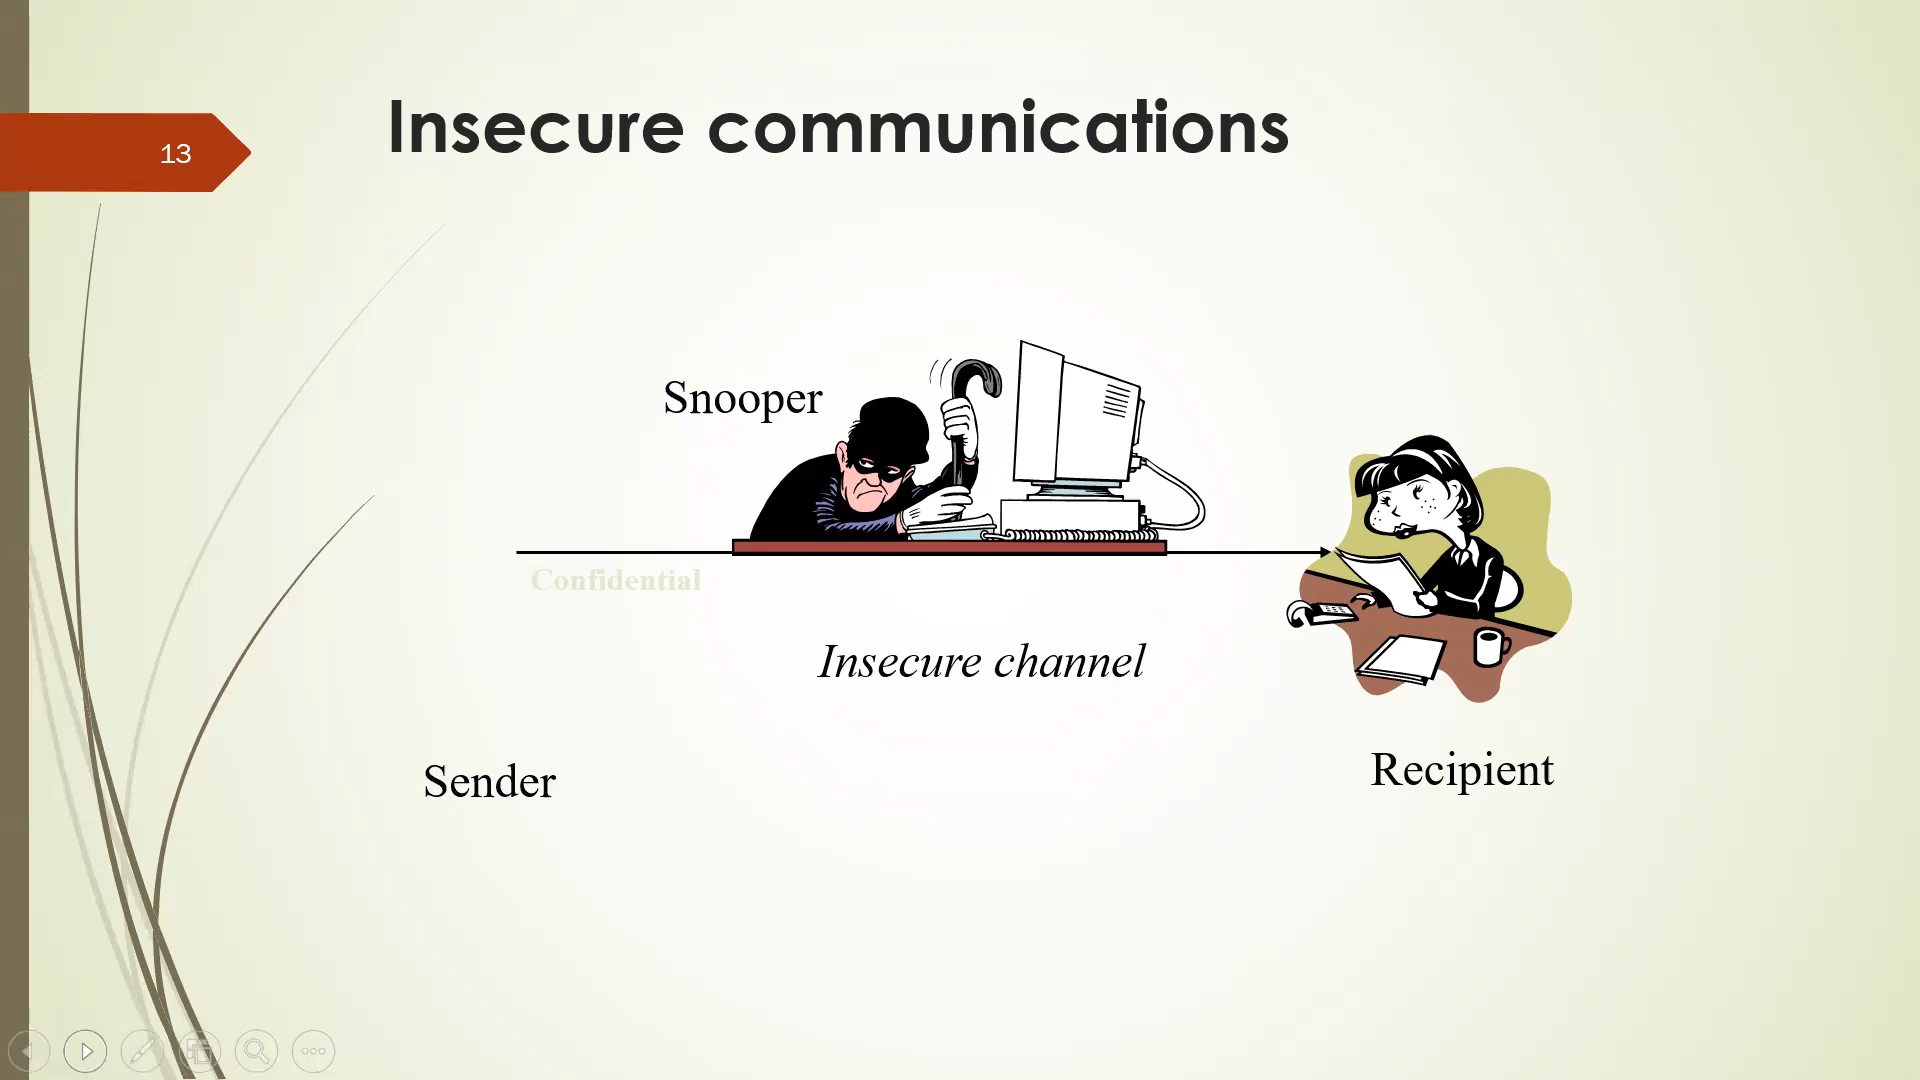 13
Insecure communications
Snooper
Confidential
Insecure channel
Sender
Recipient